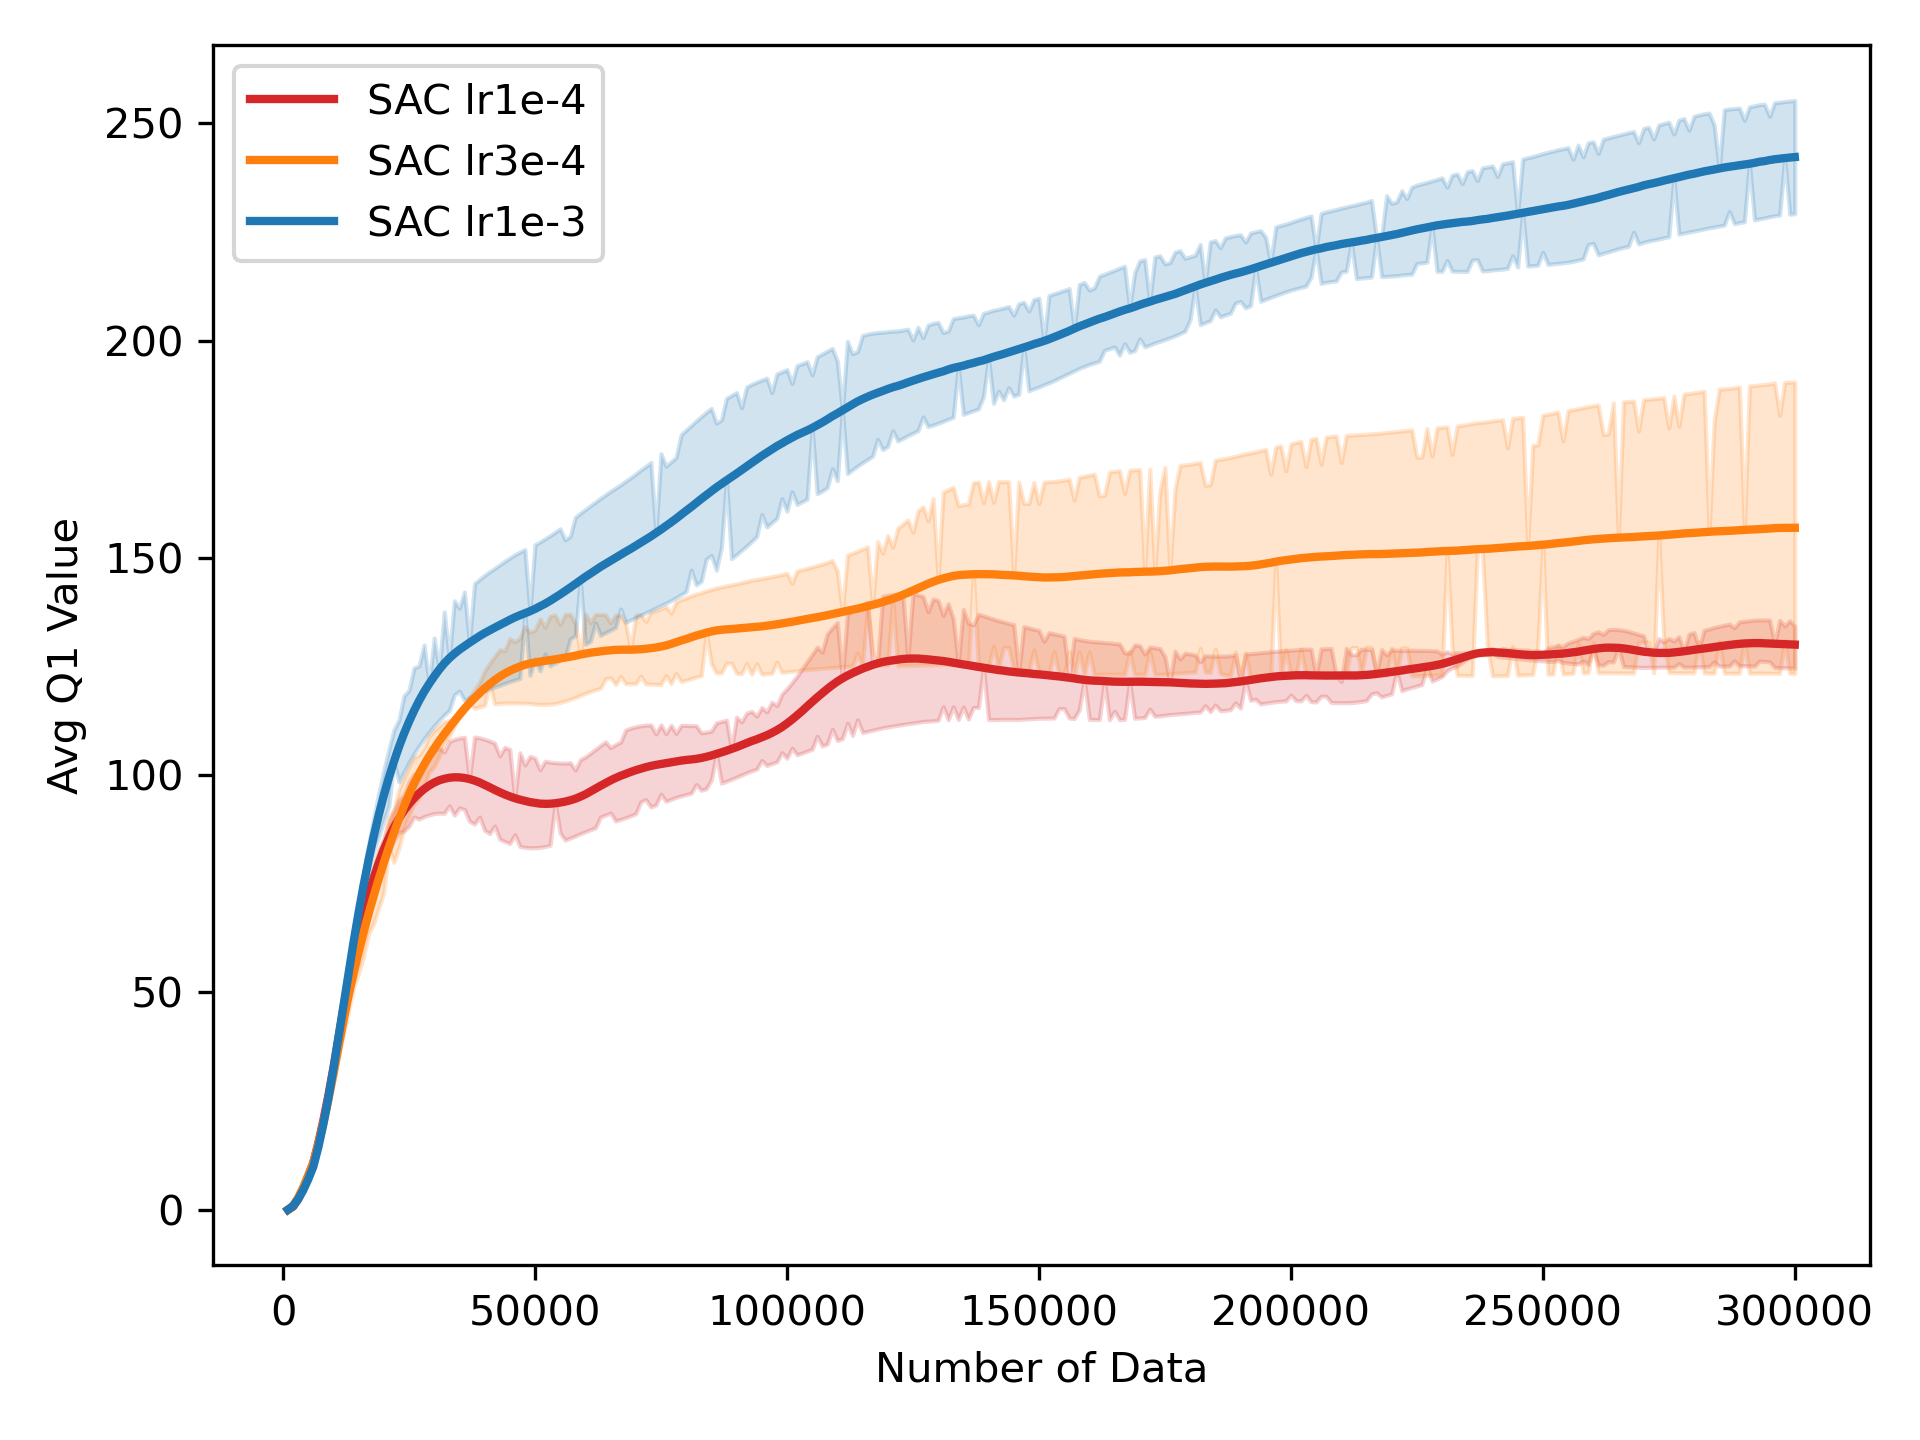 SAC lr1e-4
SAC lr3e-4
SAC lr1e-3
250
200
150
100
50
0
Avg Q1 Value
0 50000 100000 150000 200000 250000 300000
Number of Data